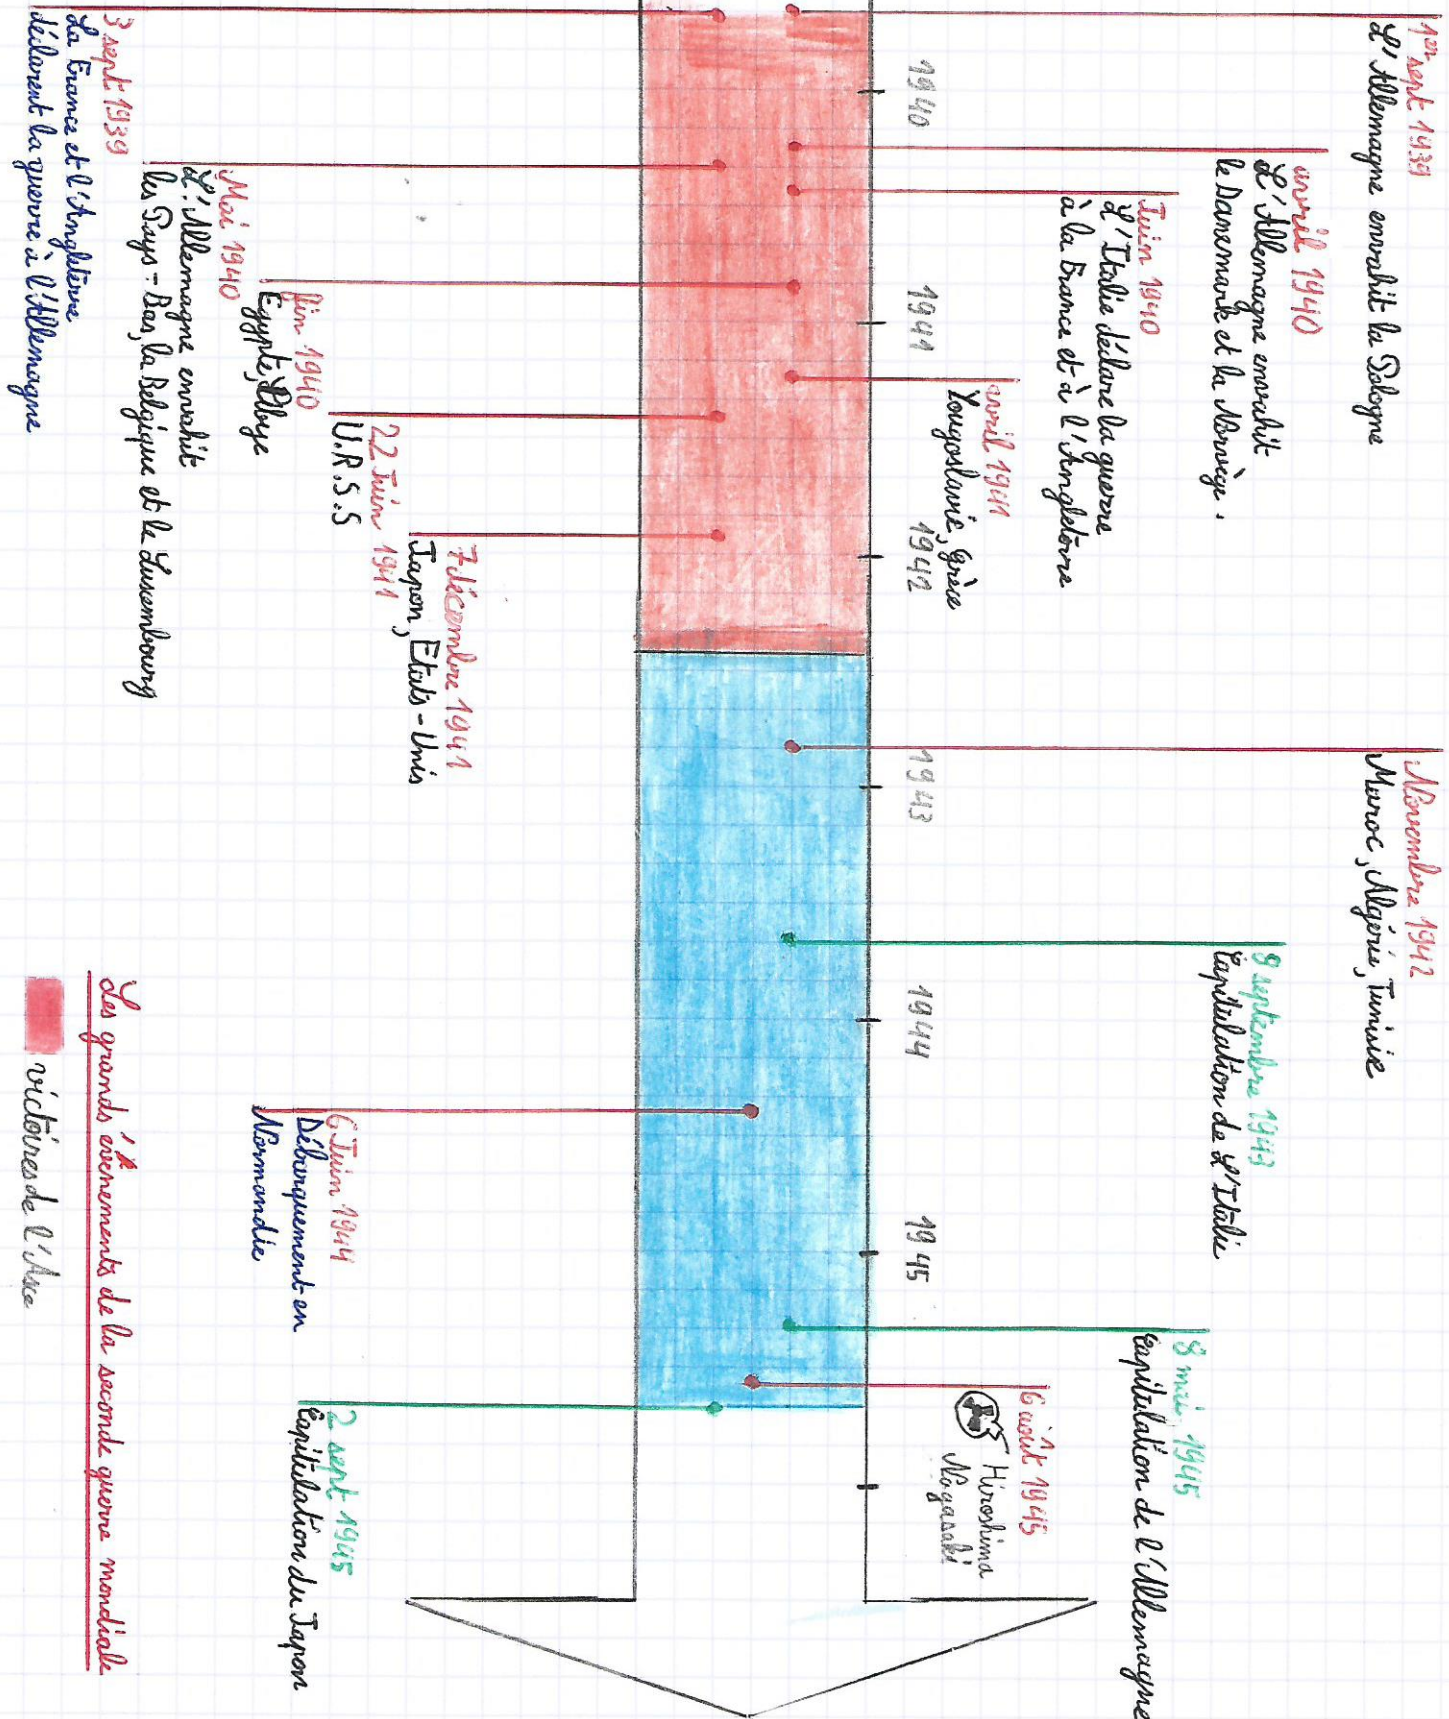 1er sept 1939
L'Allemagne envahit la Pologne
avril 1940
L'Allemagne envahit
le Danemark et la Norvège.
Juin 1940
L'Italie déclare la guerre
à la France et à l'Angleterre
avril 1941
Yougoslavie, Grèce
Novembre 1942
Maroc, Algérie, Tunisie
9 septembre 1943
Capitulation de L'Italie
8 mai 1945
Capitulation de l'Allemagne
6 août 1945
Hiroshima
Nagasaki
1940
1941
1942
1943
1944
1945
7 décembre 1941
Japon, Etats-Unis
22 Juin 1941
U.R.S.S
fin 1940
Egypte, Libye
Mai 1940
L'Allemagne envahit
les Pays-Bas, la Belgique et le Luxembourg
3 sept 1939
La France et l'Angleterre
déclarent la guerre à l'Allemagne
6 Juin 1944
Débarquement en
Normandie
2 sept 1945
Capitulation du Japon
Les grands évènements de la seconde guerre mondiale
victoires de l'Axe